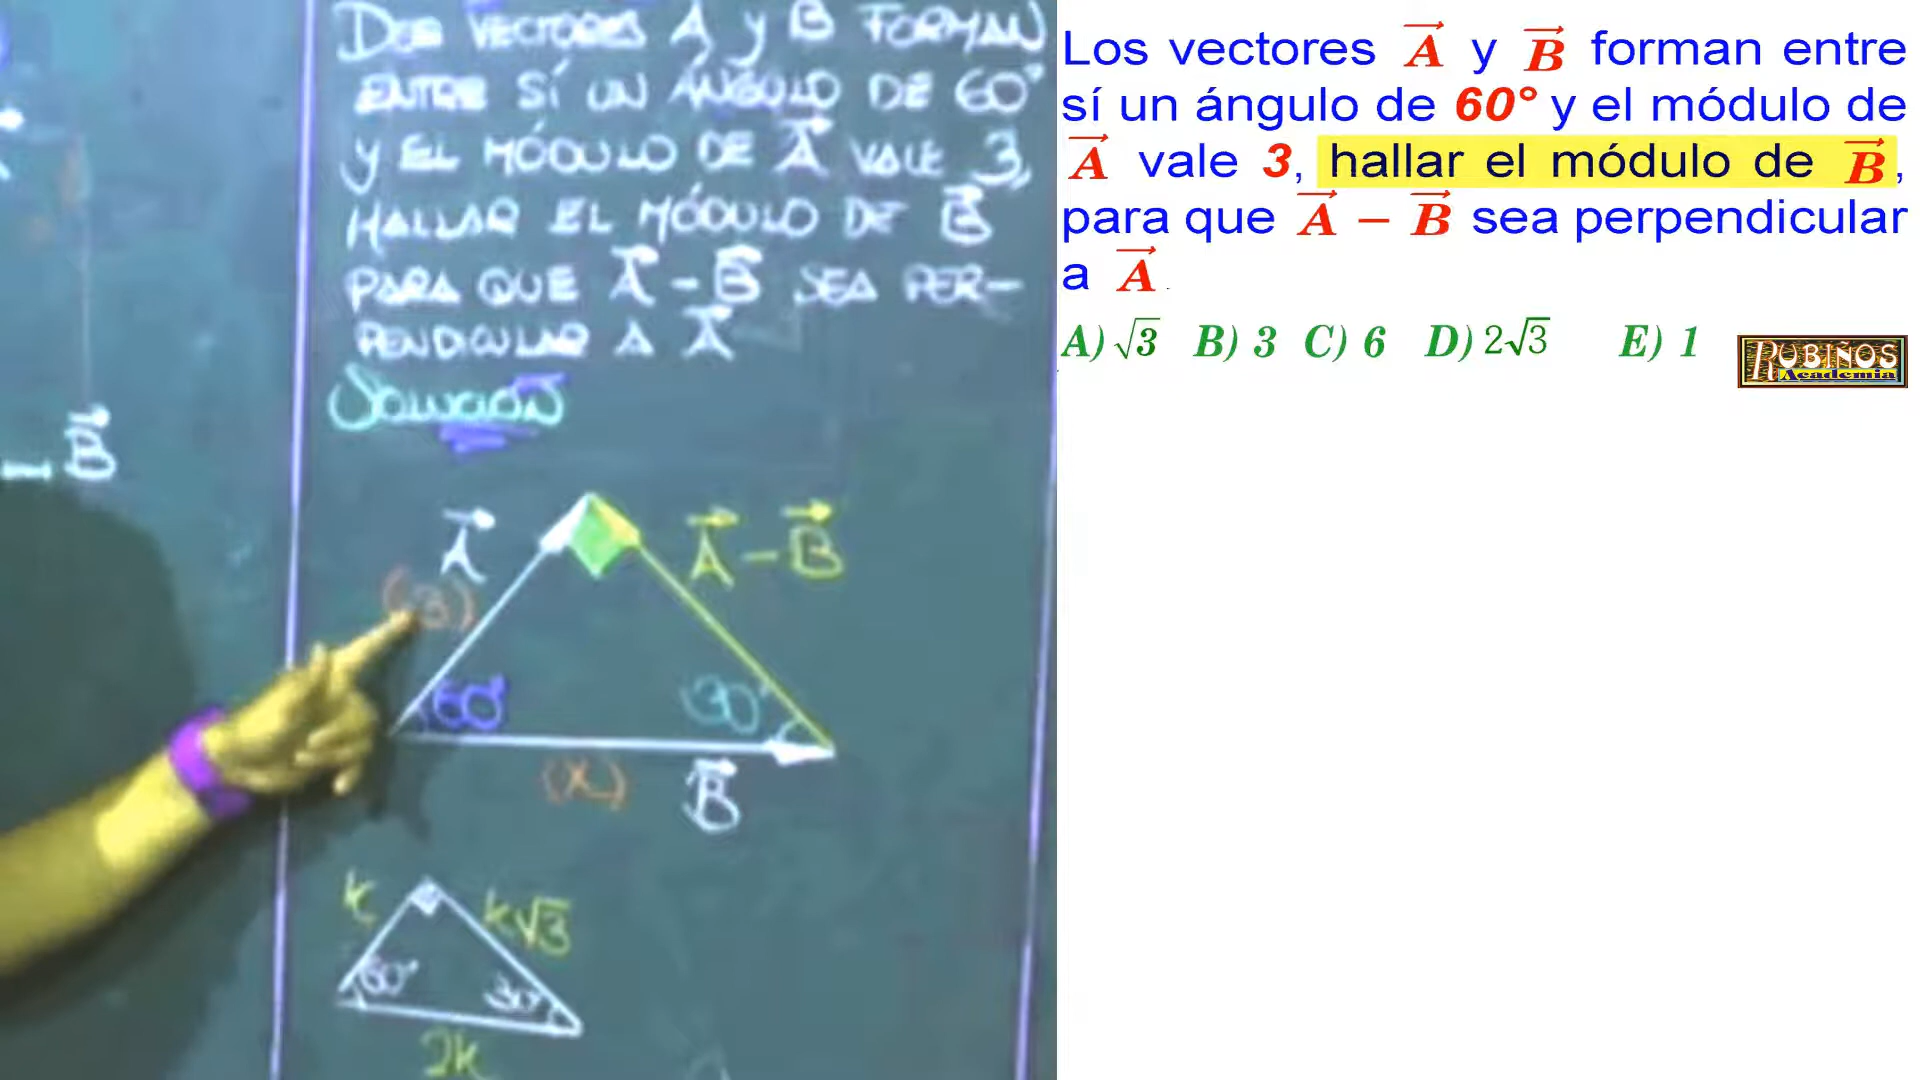 DOS VECTORES A y B FORMAN
ENTRE SÍ UN ÁNGULO DE 60°
y EL MÓDULO DE A VALE 3,
HALLAR EL MÓDULO DE B
PARA QUE A - B SEA PER-
PENDICULAR A A
SOLUCIÓN
- B
A
A - B
(3)
60°
30°
(x)
B
k
k√3
60°
30°
2k
Los vectores A y B forman entre
sí un ángulo de 60° y el módulo de
A vale 3, hallar el módulo de B,
para que A − B sea perpendicular
a A.
A) √3 B) 3 C) 6 D) 2√3 E) 1
RUBIÑOS
Academia